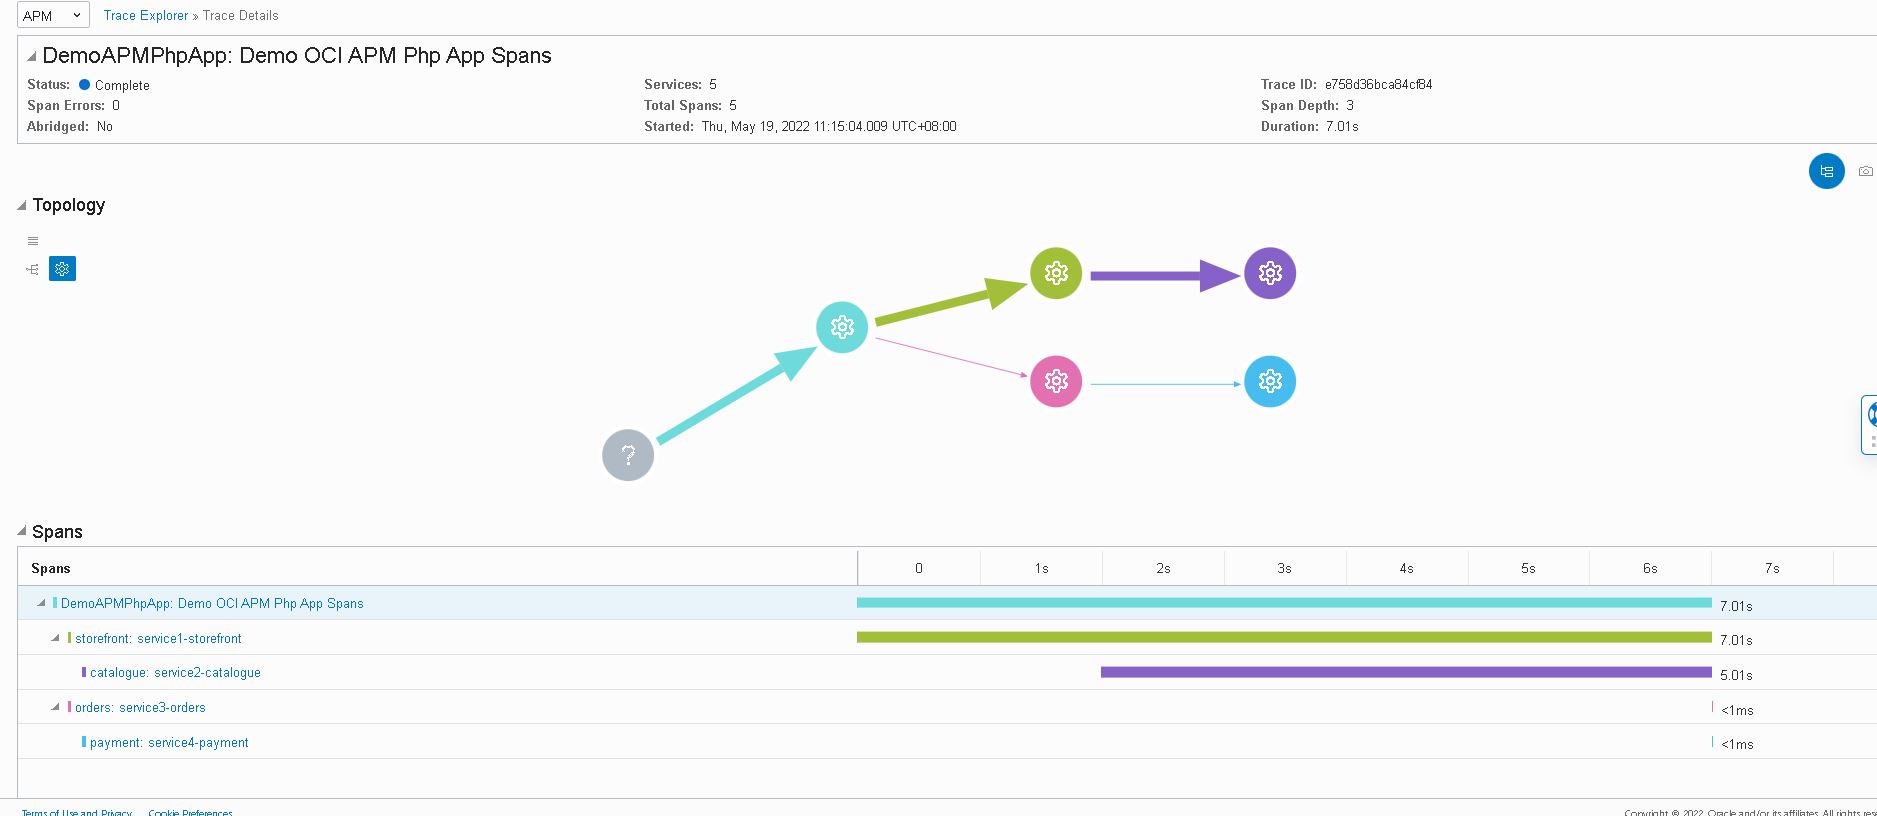 APM Trace Explorer » Trace Details
DemoAPMPhpApp: Demo OCI APM Php App Spans
Status: Complete Services: 5 Trace ID: e758d36bca84cf84
Span Errors: 0 Total Spans: 5 Span Depth: 3
Abridged: No Started: Thu, May 19, 2022 11:15:04.009 UTC+08:00 Duration: 7.01s
Topology
?
Spans
Spans 0 1s 2s 3s 4s 5s 6s 7s
DemoAPMPhpApp: Demo OCI APM Php App Spans 7.01s
storefront: service1-storefront 7.01s
catalogue: service2-catalogue 5.01s
orders: service3-orders <1ms
payment: service4-payment <1ms
Terms of Use and Privacy Cookie Preferences Copyright © 2022, Oracle and/or its affiliates. All rights rese